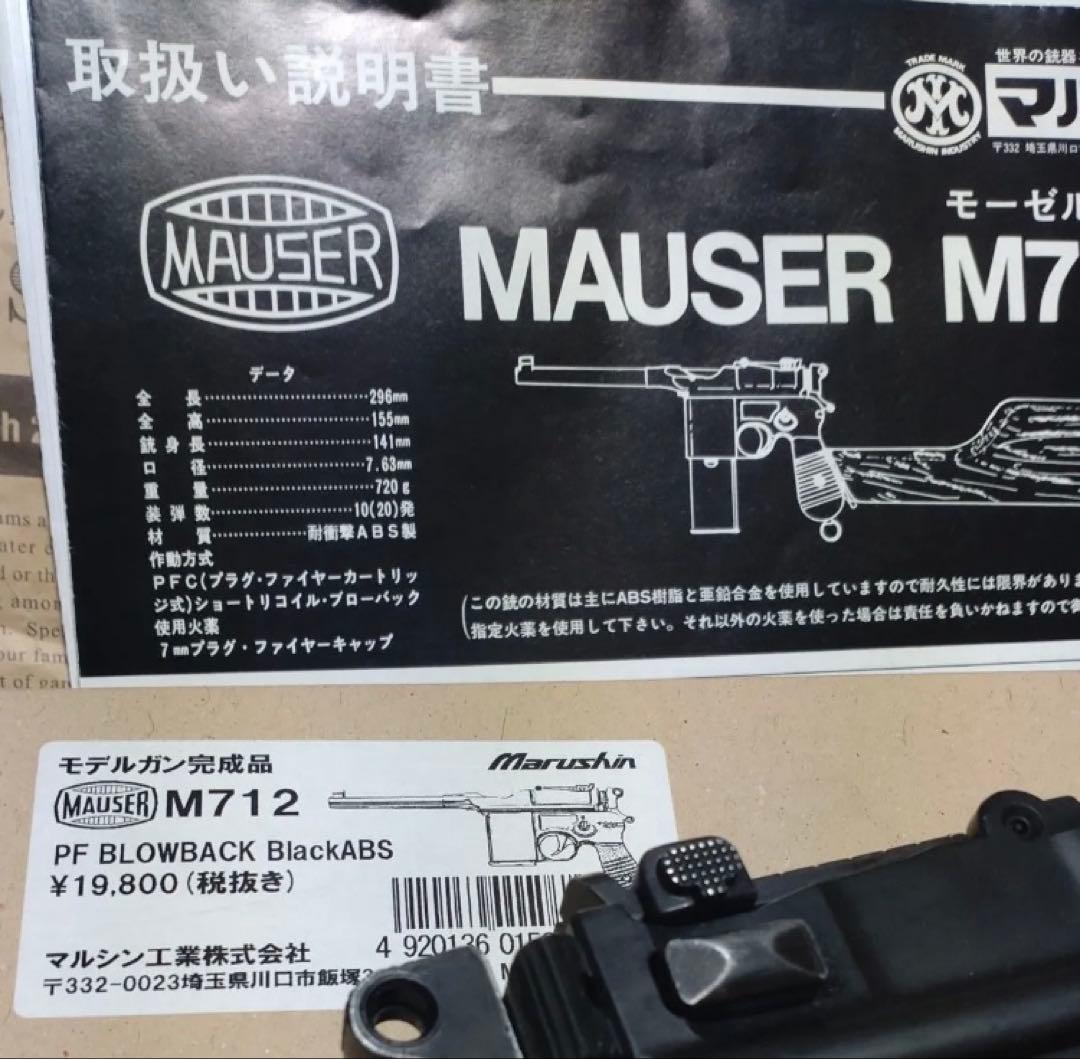 取扱い説明書
TRADE MARK
MARUSHIN INDUSTRY
世界の銃器
マル
〒332 埼玉県川口
モーゼル
MAUSER
MAUSER M7
データ
全長 296mm
全高 155mm
銃身長 141mm
口径 7.63mm
重量 720g
装弾数 10(20)発
材質 耐衝撃ABS製
作動方式
PFC(プラグ・ファイヤーカートリッ
ジ式)ショートリコイル・ブローバック
使用火薬
7mmプラグ・ファイヤーキャップ
(この銃の材質は主にABS樹脂と亜鉛合金を使用していますので耐久性には限界があり
指定火薬を使用して下さい。それ以外の火薬を使った場合は責任を負いかねますので
ams a
ater
d or th
amon
Spe
our fam
t of gan
モデルガン完成品
Marushin
MAUSER M712
PF BLOWBACK BlackABS
¥19,800(税抜き)
マルシン工業株式会社
4 920136 01
〒332-0023埼玉県川口市飯塚